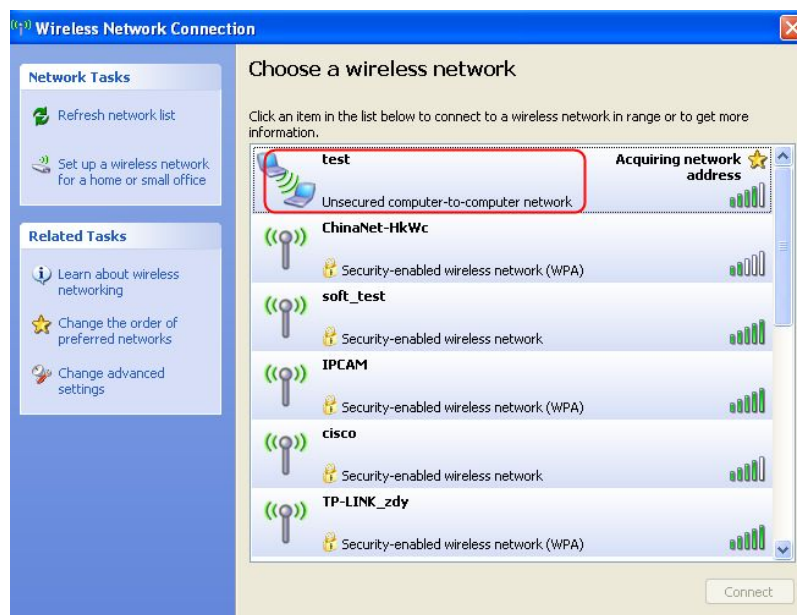 Wireless Network Connection
Network Tasks
Refresh network list
Set up a wireless network
for a home or small office
Related Tasks
Learn about wireless
networking
Change the order of
preferred networks
Change advanced
settings
Choose a wireless network
Click an item in the list below to connect to a wireless network in range or to get more
information.
test
Acquiring network
address
Unsecured computer-to-computer network
ChinaNet-HkWc
Security-enabled wireless network (WPA)
soft_test
Security-enabled wireless network
IPCAM
Security-enabled wireless network (WPA)
cisco
Security-enabled wireless network
TP-LINK_zdy
Security-enabled wireless network (WPA)
Connect